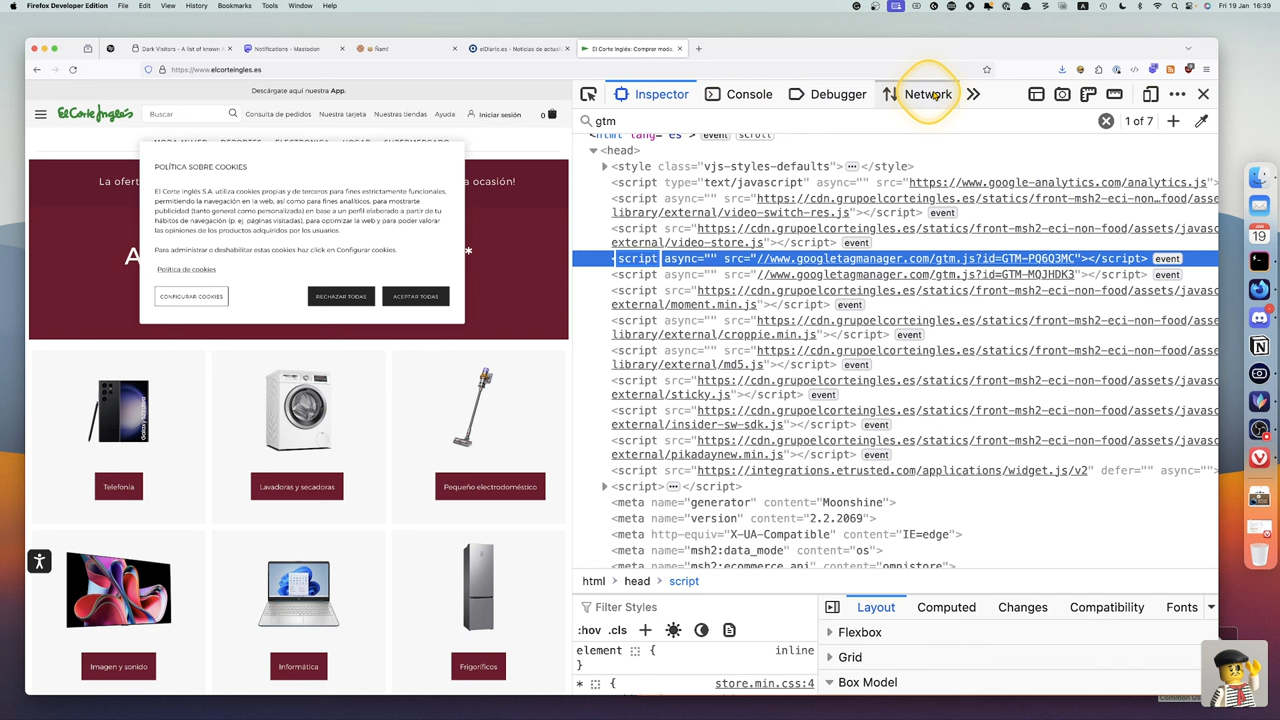 Firefox Developer Edition File Edit View History Bookmarks Tools Window Help
Fri 19 Jan 16:39
Dark Visitors - A list of known A
Notifications - Mastodon
Ñam!
elDiario.es - Noticias de actual
El Corte Inglés: Comprar moda,
https://www.elcorteingles.es
Descárgate aquí nuestra App.
El Corte Inglés
Buscar
Consulta de pedidos
Nuestra tarjeta
Nuestras tiendas
Ayuda
Iniciar sesión
0
La ofert
a ocasión!
A
*
POLÍTICA SOBRE COOKIES
El Corte Inglés S.A. utiliza cookies propias y de terceros para fines estrictamente funcionales,
permitiendo la navegación en la web, así como para fines analíticos, para mostrarte
publicidad (tanto general como personalizada) en base a un perfil elaborado a partir de tu
hábitos de navegación (p. ej. páginas visitadas), para optimizar la web y para poder valorar
las opiniones de los productos adquiridos por los usuarios.
Para administrar o deshabilitar estas cookies haz click en Configurar cookies.
Política de cookies
CONFIGURAR COOKIES
RECHAZAR TODAS
ACEPTAR TODAS
Telefonía
Lavadoras y secadoras
Pequeño electrodoméstico
Imagen y sonido
Informática
Frigoríficos
Inspector
Console
Debugger
Network
gtm
1 of 7
<html lang="es"> event scroll
<head>
<style class="vjs-styles-defaults"> </style>
<script type="text/javascript" async="" src="https://www.google-analytics.com/analytics.js"
<script async="" src="https://cdn.grupoelcorteingles.es/statics/front-msh2-eci-non…food/assets/javascr
library/external/video-switch-res.js"></script> event
<script async="" src="https://cdn.grupoelcorteingles.es/statics/front-msh2-eci-non-food/assets/javascr
external/video-store.js"></script> event
<script async="" src="//www.googletagmanager.com/gtm.js?id=GTM-PQ6Q3MC"></script> event
<script async="" src="//www.googletagmanager.com/gtm.js?id=GTM-MQJHDK3"></script> event
<script async="" src="https://cdn.grupoelcorteingles.es/statics/front-msh2-eci-non-food/assets/javascr
external/moment.min.js"></script> event
<script async="" src="https://cdn.grupoelcorteingles.es/statics/front-msh2-eci-non-food/assets/javascr
external/croppie.min.js"></script> event
<script async="" src="https://cdn.grupoelcorteingles.es/statics/front-msh2-eci-non-food/assets/javascr
library/external/md5.js"></script> event
<script async="" src="https://cdn.grupoelcorteingles.es/statics/front-msh2-eci-non-food/assets/javascr
external/sticky.js"></script> event
<script async="" src="https://cdn.grupoelcorteingles.es/statics/front-msh2-eci-non-food/assets/javascr
external/insider-sw-sdk.js"></script> event
<script async="" src="https://cdn.grupoelcorteingles.es/statics/front-msh2-eci-non-food/assets/javascr
external/pikadaynew.min.js"></script> event
<script src="https://integrations.etrusted.com/applications/widget.js/v2" defer="" async=""
<script> </script>
<meta name="generator" content="Moonshine">
<meta name="version" content="2.2.2069">
<meta http-equiv="X-UA-Compatible" content="IE=edge">
<meta name="msh2:data_mode" content="os">
<meta name="msh2:ecommerce_api" content="omnistore">
html
head
script
Filter Styles
:hov .cls
element { inline
}
* { store.min.css:4
Layout
Computed
Changes
Compatibility
Fonts
Flexbox
Grid
Box Model